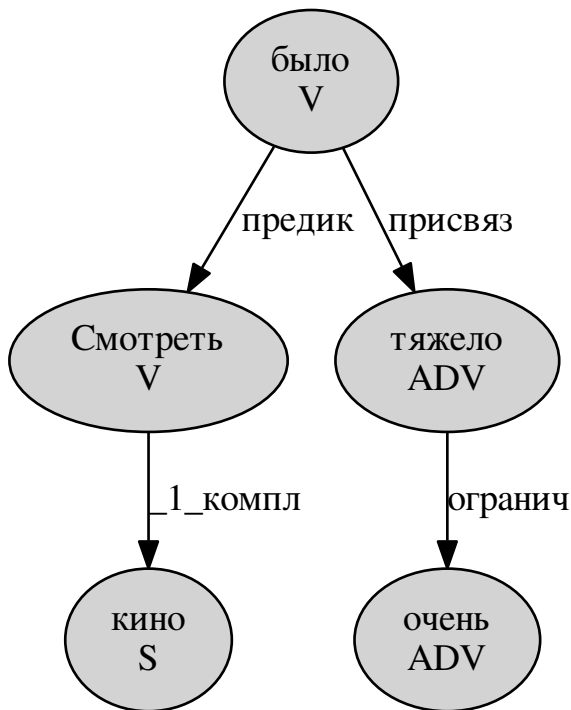 было
V
предик
присвяз
Смотреть
V
тяжело
ADV
_1_компл
огранич
кино
S
очень
ADV